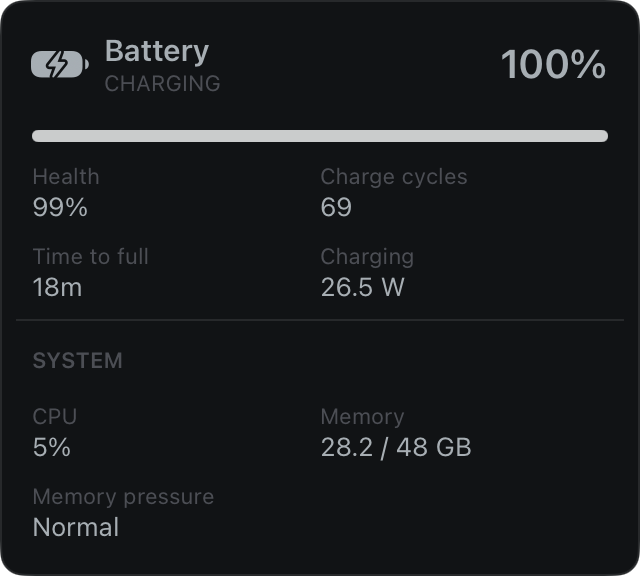 Battery
CHARGING
100%
Health
99%
Charge cycles
69
Time to full
18m
Charging
26.5 W
SYSTEM
CPU
5%
Memory
28.2 / 48 GB
Memory pressure
Normal